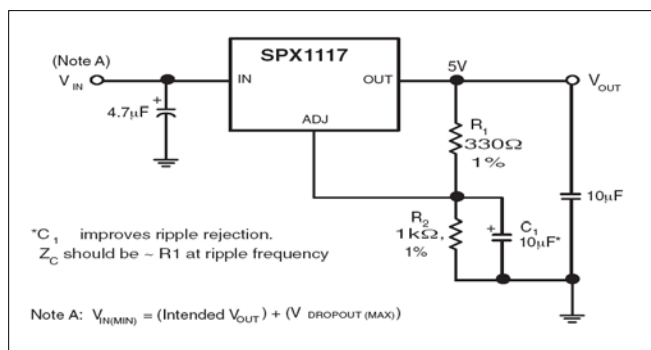 (Note A)
V IN
SPX1117
IN
OUT
ADJ
5V
V OUT
+
4.7µF
R1
330Ω
1%
10µF
R2
1kΩ,
1%
+
C1
10µF*
*C1 improves ripple rejection.
ZC should be ~ R1 at ripple frequency
Note A: VIN(MIN) = (Intended VOUT) + (V DROPOUT (MAX))